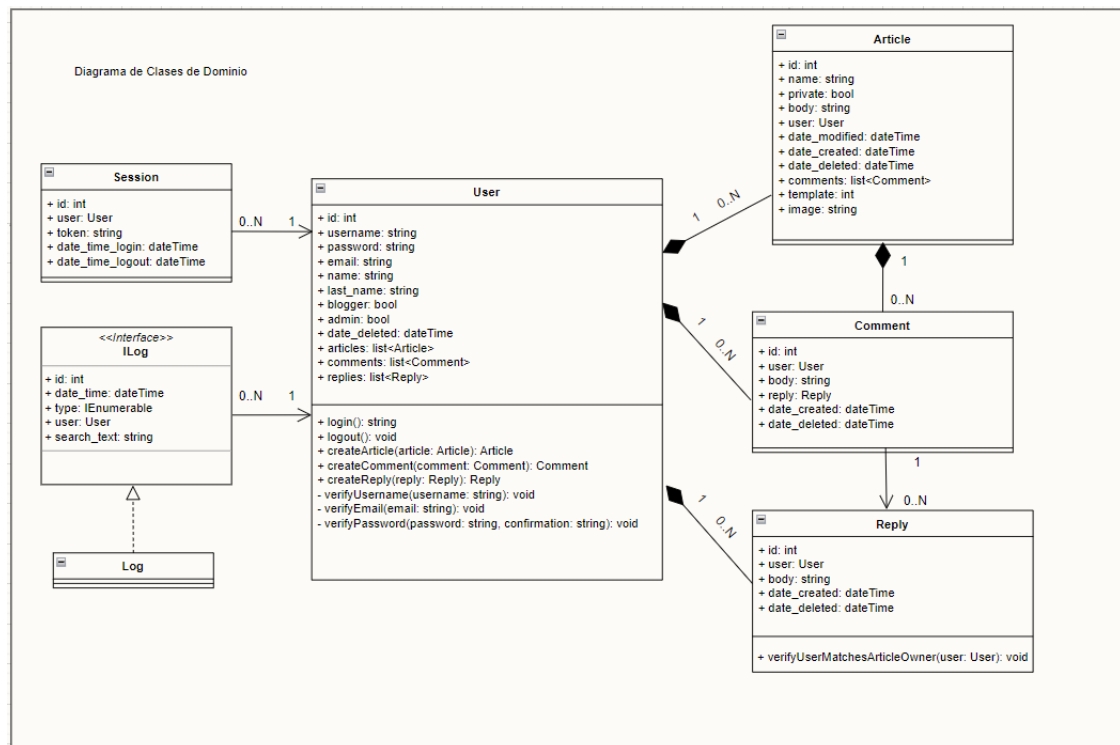 Diagrama de Clases de Dominio
Session
+ id: int
+ user: User
+ token: string
+ date_time_login: dateTime
+ date_time_logout: dateTime
0..N
1
<<Interface>>
ILog
+ id: int
+ date_time: dateTime
+ type: IEnumerable
+ user: User
+ search_text: string
0..N
1
Log
User
+ id: int
+ username: string
+ password: string
+ email: string
+ name: string
+ last_name: string
+ blogger: bool
+ admin: bool
+ date_deleted: dateTime
+ articles: list<Article>
+ comments: list<Comment>
+ replies: list<Reply>
+ login(): string
+ logout(): void
+ createArticle(article: Article): Article
+ createComment(comment: Comment): Comment
+ createReply(reply: Reply): Reply
- verifyUsername(username: string): void
- verifyEmail(email: string): void
- verifyPassword(password: string, confirmation: string): void
1
0..N
1
0..N
1
0..N
Article
+ id: int
+ name: string
+ private: bool
+ body: string
+ user: User
+ date_modified: dateTime
+ date_created: dateTime
+ date_deleted: dateTime
+ comments: list<Comment>
+ template: int
+ image: string
1
0..N
Comment
+ id: int
+ user: User
+ body: string
+ reply: Reply
+ date_created: dateTime
+ date_deleted: dateTime
1
0..N
Reply
+ id: int
+ user: User
+ body: string
+ date_created: dateTime
+ date_deleted: dateTime
+ verifyUserMatchesArticleOwner(user: User): void